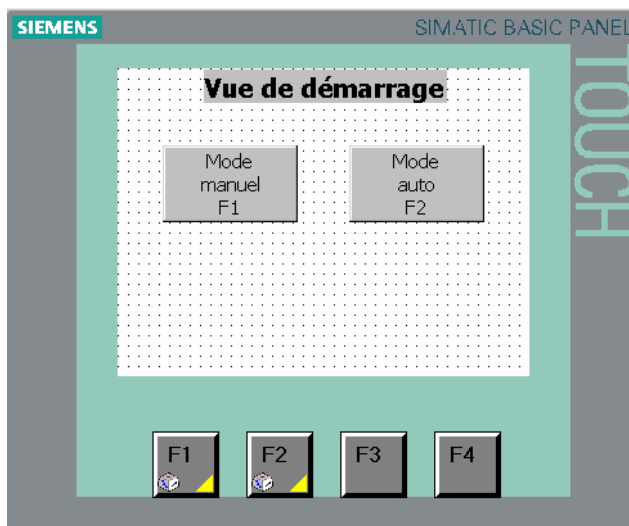 SIEMENS
SIMATIC BASIC PANEL
TOUCH
Vue de démarrage
Mode
manuel
F1
Mode
auto
F2
F1
F2
F3
F4